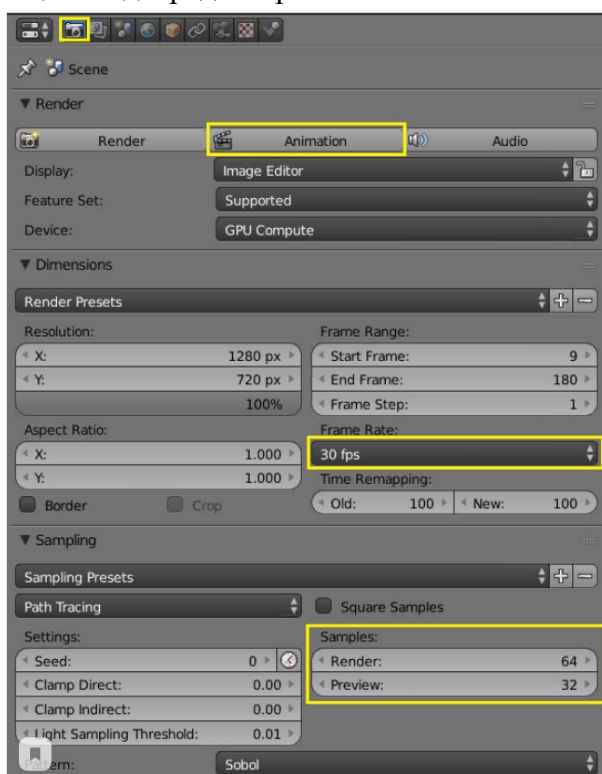 Scene
Render
Render Animation Audio
Display: Image Editor
Feature Set: Supported
Device: GPU Compute
Dimensions
Render Presets
Resolution: Frame Range:
X: 1280 px Start Frame: 9
Y: 720 px End Frame: 180
100% Frame Step: 1
Aspect Ratio: Frame Rate:
X: 1.000 30 fps
Y: 1.000 Time Remapping:
Border Crop Old: 100 New: 100
Sampling
Sampling Presets
Path Tracing Square Samples
Settings: Samples:
Seed: 0 Render: 64
Clamp Direct: 0.00 Preview: 32
Clamp Indirect: 0.00
Light Sampling Threshold: 0.01
Sobol